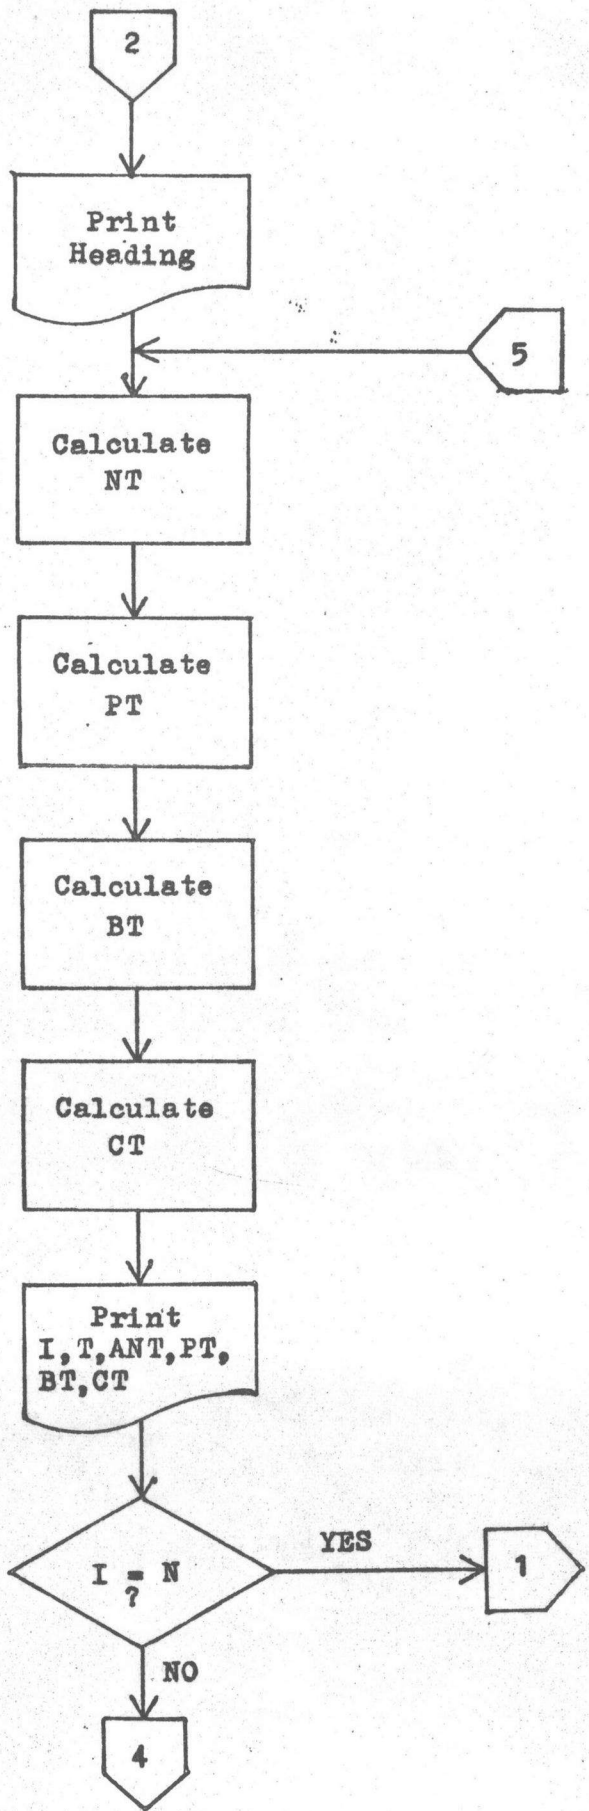 2
Print
Heading
5
Calculate
NT
Calculate
PT
Calculate
BT
Calculate
CT
Print
I,T,ANT,PT,
BT,CT
I = N
?
YES
1
NO
4